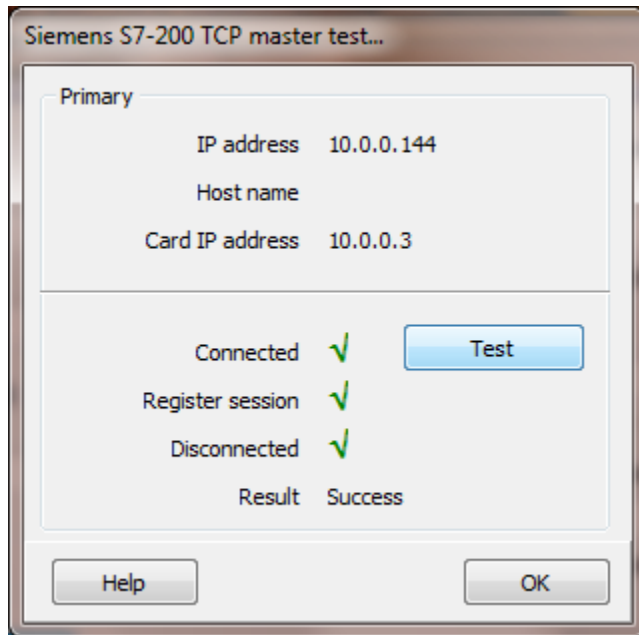 Siemens S7-200 TCP master test...
Primary
IP address 10.0.0.144
Host name
Card IP address 10.0.0.3
Connected √ Test
Register session √
Disconnected √
Result Success
Help OK